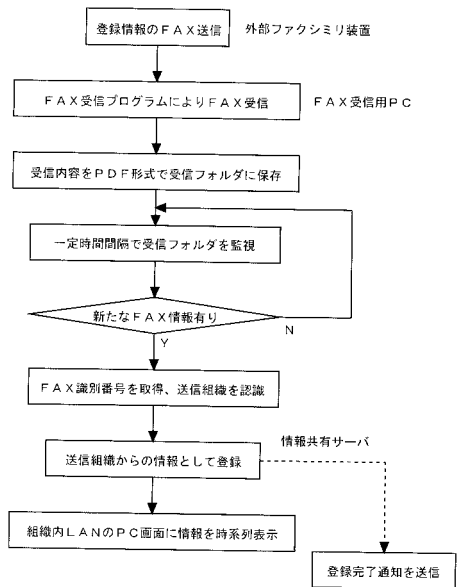 登録情報のＦＡＸ送信
外部ファクシミリ装置
ＦＡＸ受信プログラムによりＦＡＸ受信
ＦＡＸ受信用ＰＣ
受信内容をＰＤＦ形式で受信フォルダに保存
一定時間間隔で受信フォルダを監視
新たなＦＡＸ情報有り
N
Y
ＦＡＸ識別番号を取得、送信組織を認識
情報共有サーバ
送信組織からの情報として登録
組織内ＬＡＮのＰＣ画面に情報を時系列表示
登録完了通知を送信